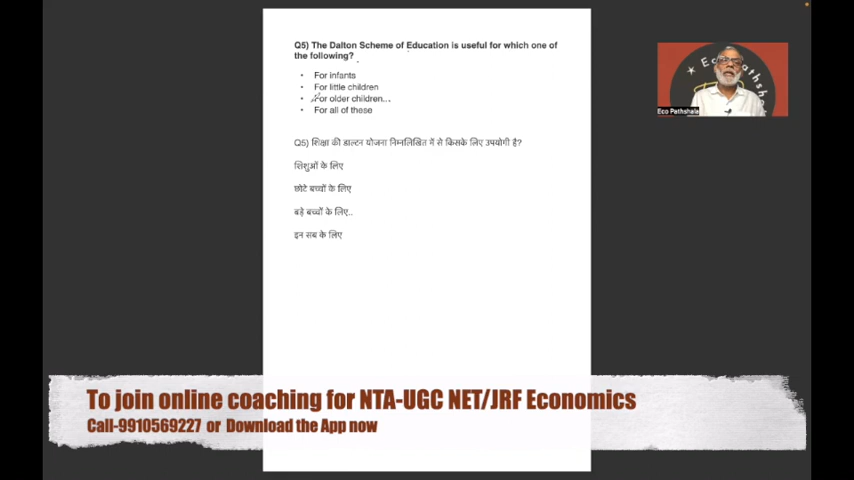 Q5) The Dalton Scheme of Education is useful for which one of
the following?
• For infants
• For little children
• For older children...
• For all of these
Q5) शिक्षा की डाल्टन योजना निम्नलिखित में से किसके लिए उपयोगी है?
शिशुओं के लिए
छोटे बच्चों के लिए
बड़े बच्चों के लिए..
इन सब के लिए
Eco Pathshala
To join online coaching for NTA-UGC NET/JRF Economics
Call-9910569227 or Download the App now